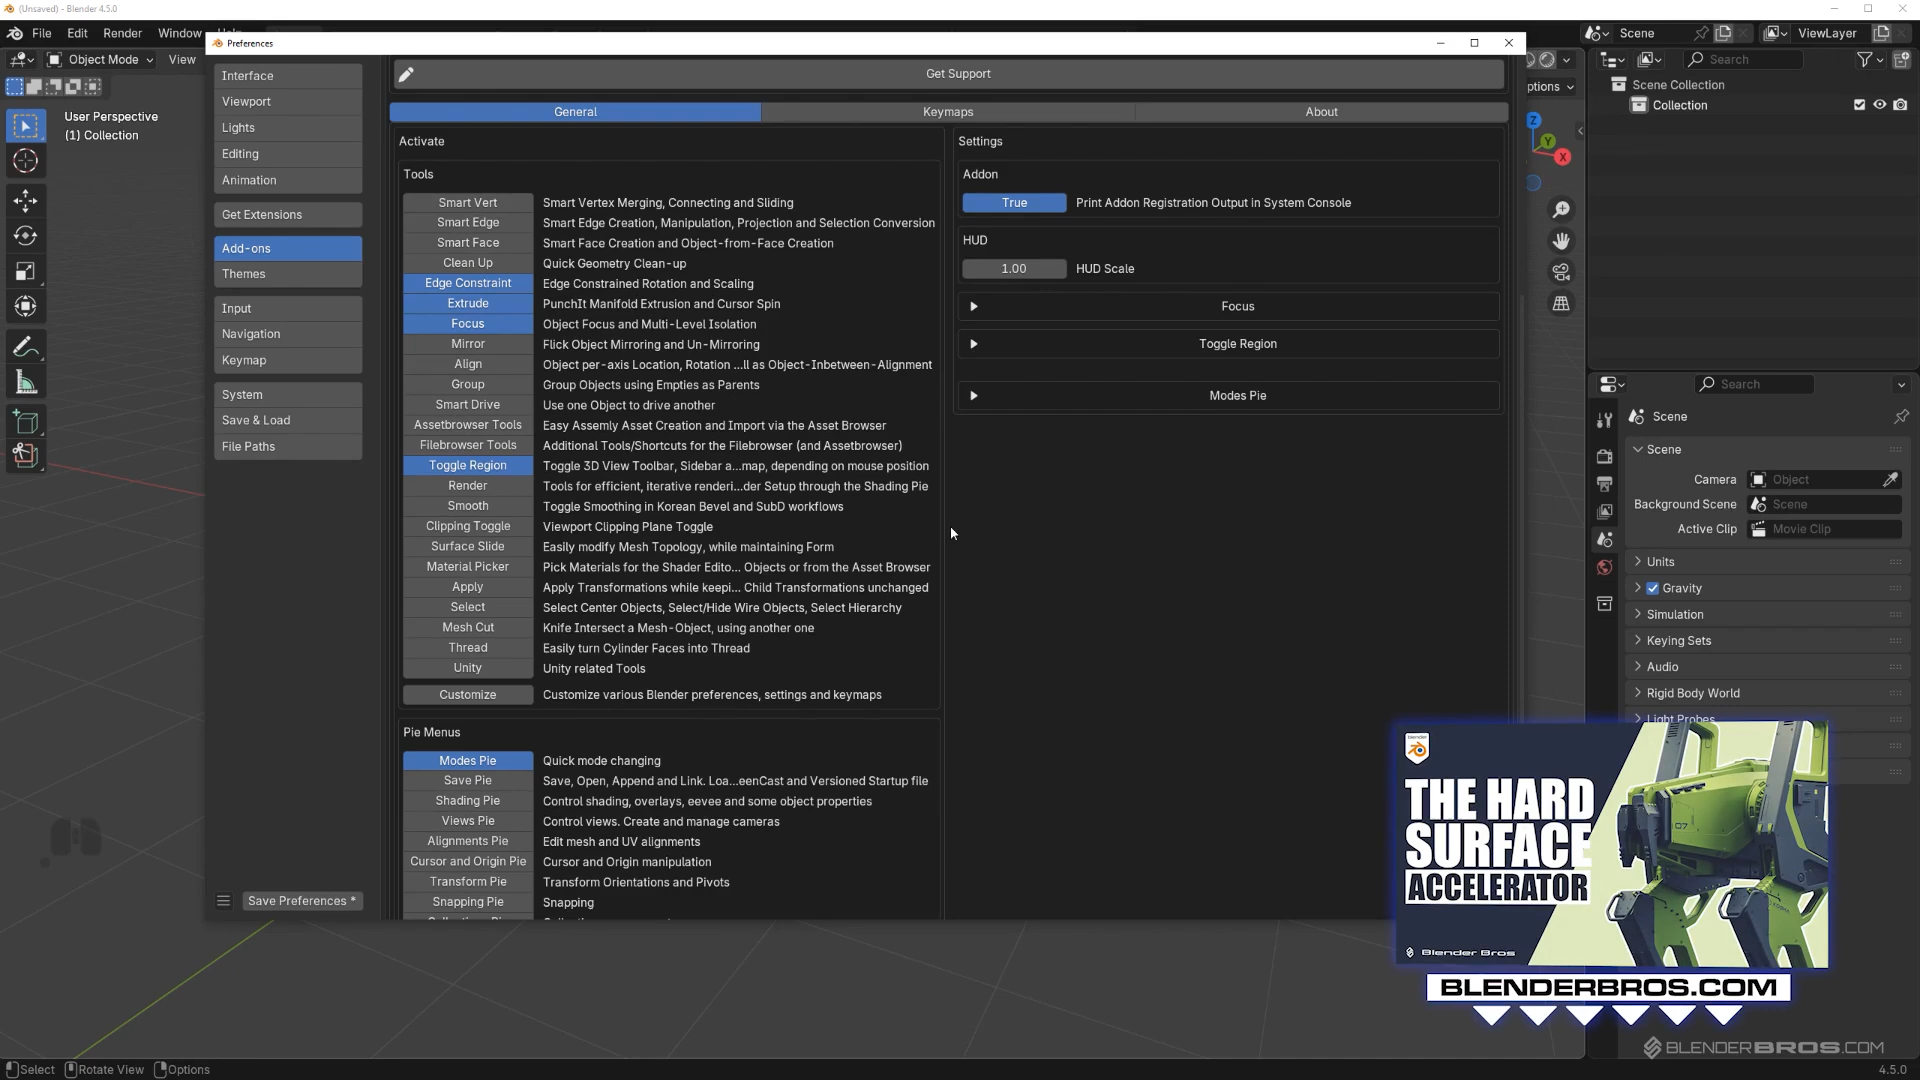 (Unsaved) - Blender 4.5.0
File
Edit
Render
Window
Scene
ViewLayer
Object Mode
View
Search
User Perspective
(1) Collection
Preferences
Interface
Viewport
Lights
Editing
Animation
Get Extensions
Add-ons
Themes
Input
Navigation
Keymap
System
Save & Load
File Paths
Save Preferences *
Get Support
General
Keymaps
About
Activate
Tools
Smart Vert Smart Vertex Merging, Connecting and Sliding
Smart Edge Smart Edge Creation, Manipulation, Projection and Selection Conversion
Smart Face Smart Face Creation and Object-from-Face Creation
Clean Up Quick Geometry Clean-up
Edge Constraint Edge Constrained Rotation and Scaling
Extrude PunchIt Manifold Extrusion and Cursor Spin
Focus Object Focus and Multi-Level Isolation
Mirror Flick Object Mirroring and Un-Mirroring
Align Object per-axis Location, Rotation ...ll as Object-Inbetween-Alignment
Group Group Objects using Empties as Parents
Smart Drive Use one Object to drive another
Assetbrowser Tools Easy Assemly Asset Creation and Import via the Asset Browser
Filebrowser Tools Additional Tools/Shortcuts for the Filebrowser (and Assetbrowser)
Toggle Region Toggle 3D View Toolbar, Sidebar a...map, depending on mouse position
Render Tools for efficient, iterative renderi...der Setup through the Shading Pie
Smooth Toggle Smoothing in Korean Bevel and SubD workflows
Clipping Toggle Viewport Clipping Plane Toggle
Surface Slide Easily modify Mesh Topology, while maintaining Form
Material Picker Pick Materials for the Shader Edito... Objects or from the Asset Browser
Apply Apply Transformations while keepi... Child Transformations unchanged
Select Select Center Objects, Select/Hide Wire Objects, Select Hierarchy
Mesh Cut Knife Intersect a Mesh-Object, using another one
Thread Easily turn Cylinder Faces into Thread
Unity Unity related Tools
Customize Customize various Blender preferences, settings and keymaps
Pie Menus
Modes Pie Quick mode changing
Save Pie Save, Open, Append and Link. Loa...eenCast and Versioned Startup file
Shading Pie Control shading, overlays, eevee and some object properties
Views Pie Control views. Create and manage cameras
Alignments Pie Edit mesh and UV alignments
Cursor and Origin Pie Cursor and Origin manipulation
Transform Pie Transform Orientations and Pivots
Snapping Pie Snapping
Settings
Addon
True Print Addon Registration Output in System Console
HUD
1.00 HUD Scale
Focus
Toggle Region
Modes Pie
ptions
Z
Y
X
Scene Collection
Collection
Search
Scene
Scene
Camera Object
Background Scene Scene
Active Clip Movie Clip
Units
Gravity
Simulation
Keying Sets
Audio
Rigid Body World
Light Probes
blender
THE HARD
SURFACE
ACCELERATOR
07
Blender Bros
BLENDERBROS.COM
BLENDERBROS.COM
Select
Rotate View
Options
4.5.0